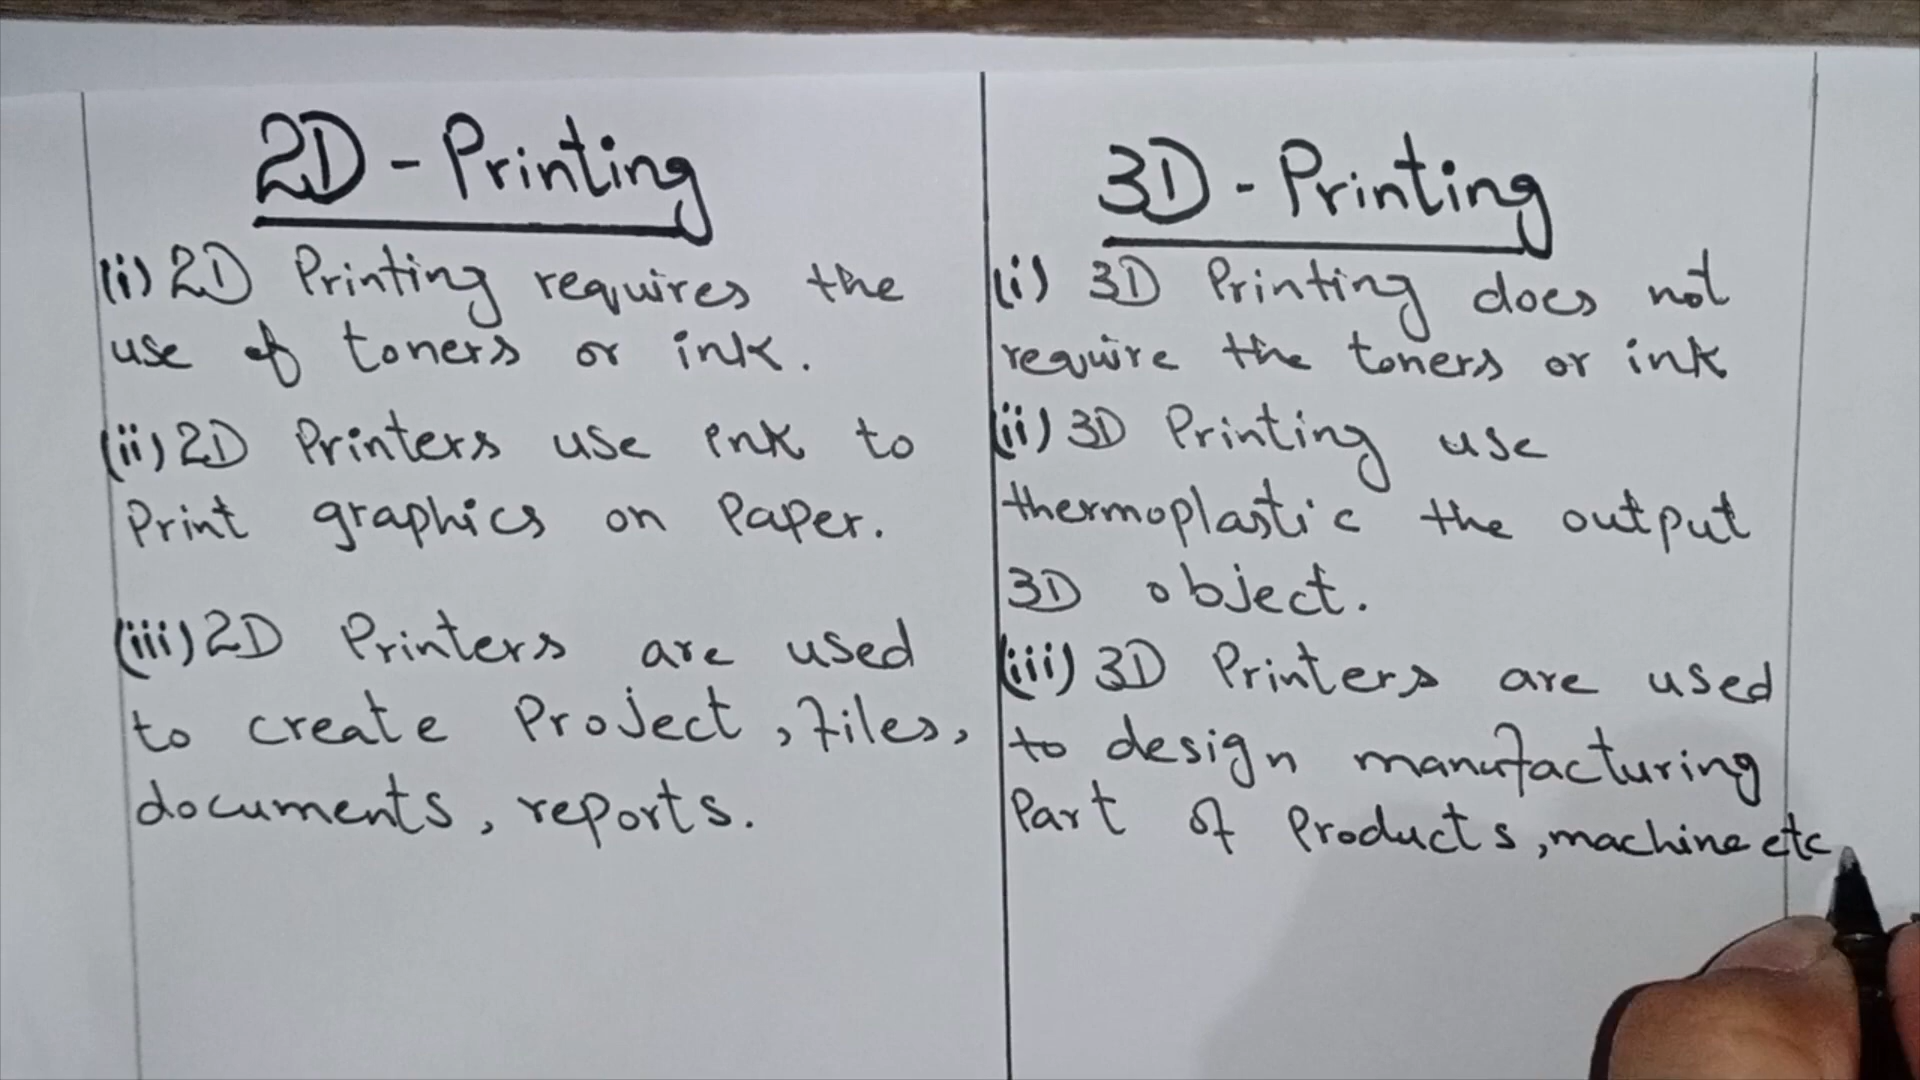 2D - Printing
(i) 2D Printing requires the
use of toners or ink.
(ii) 2D Printers use ink to
Print graphics on Paper.
(iii) 2D Printers are used
to create Project, files,
documents, reports.
3D - Printing
(i) 3D Printing does not
require the toners or ink
(ii) 3D Printing use
thermoplastic the output
3D object.
(iii) 3D Printers are used
to design manufacturing
Part of Products, machine etc